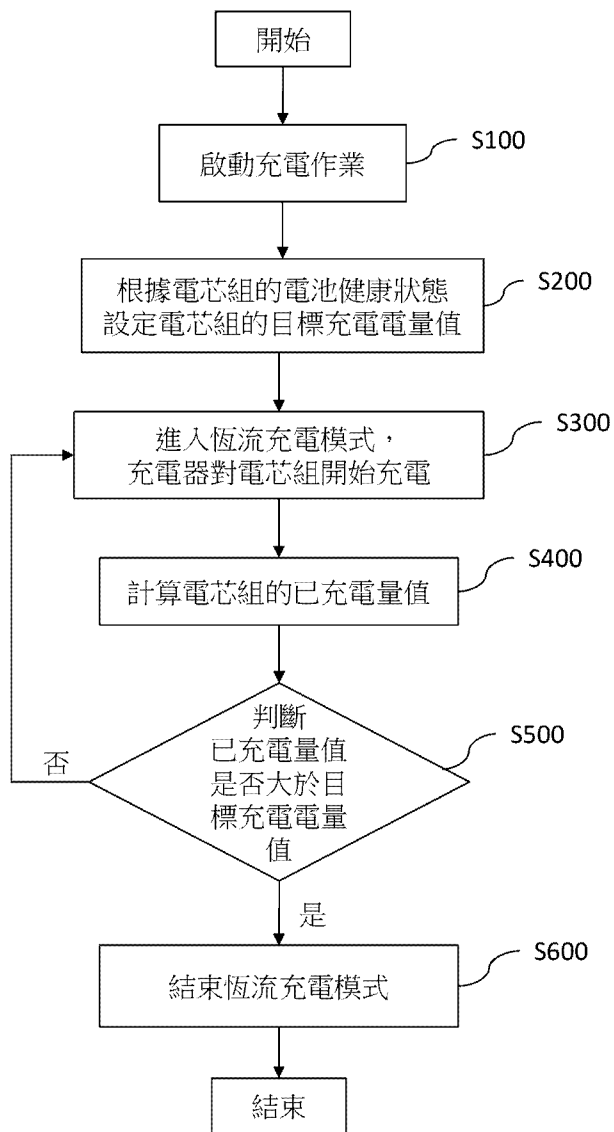 開始
啟動充電作業
S100
根據電芯組的電池健康狀態
設定電芯組的目標充電電量值
S200
進入恆流充電模式，
充電器對電芯組開始充電
S300
計算電芯組的已充電量值
S400
判斷
已充電量值
是否大於目
標充電電量
值
S500
否
是
結束恆流充電模式
S600
結束